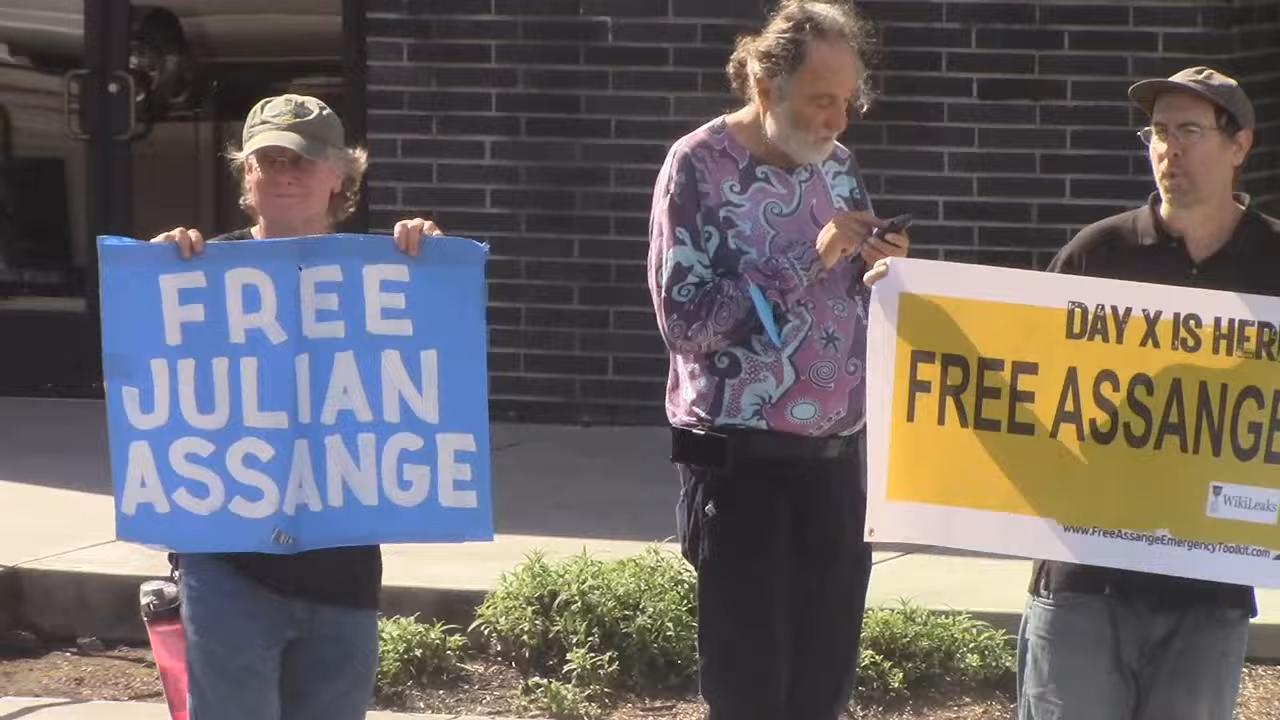 FREE
JULIAN
ASSANGE
DAY X IS HER
FREE ASSANGE
WikiLeaks
www.FreeAssangeEmergencyToolkit.com